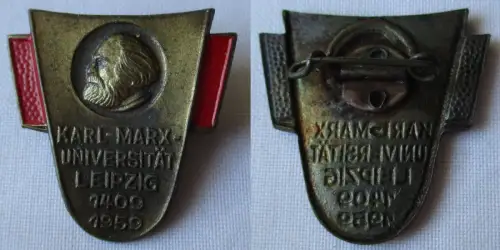 KARL-MARX-
UNIVERSITÄT
LEIPZIG
1409
1959